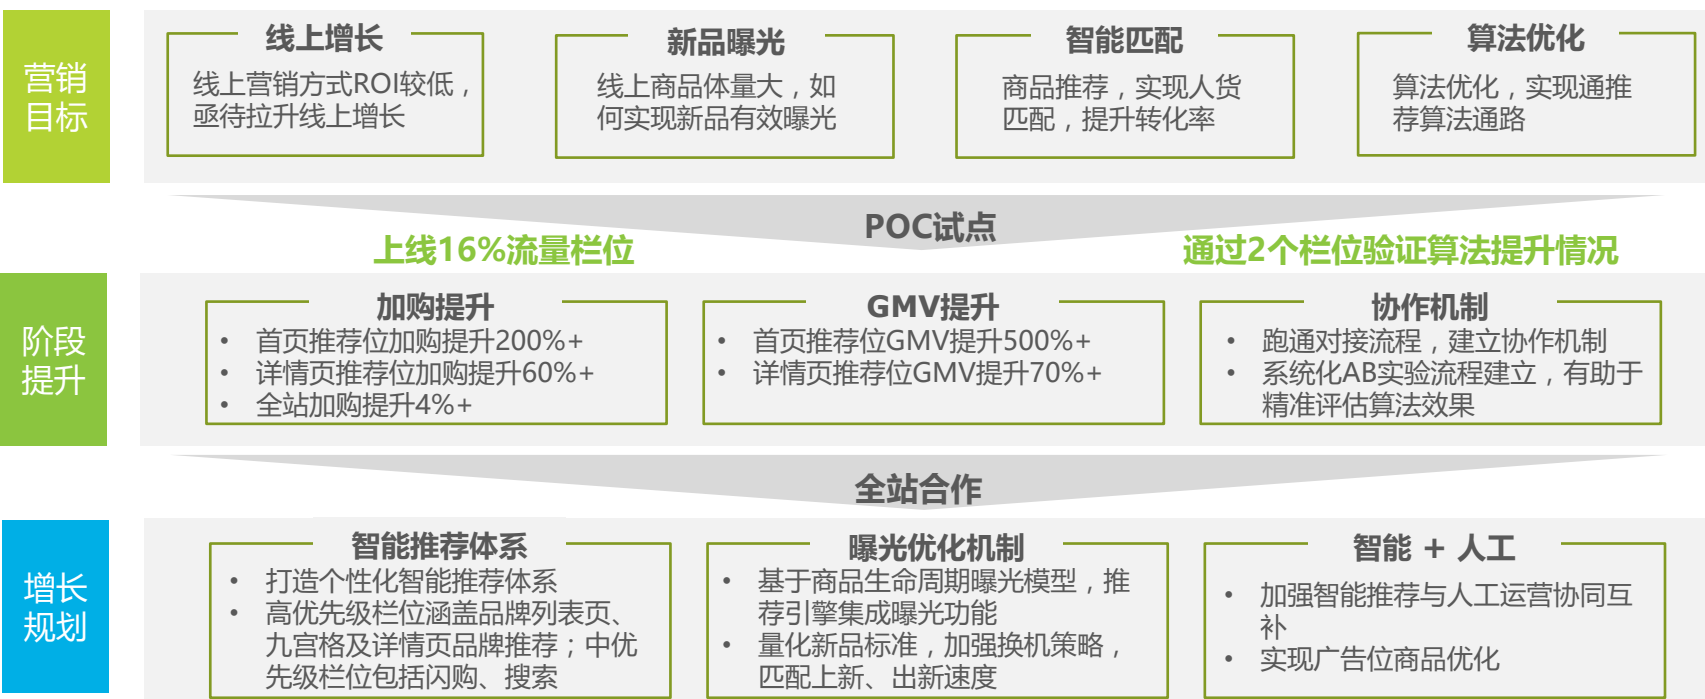 营销
目标
线上增长
线上营销方式ROI较低，
亟待拉升线上增长
新品曝光
线上商品体量大，如
何实现新品有效曝光
智能匹配
商品推荐，实现人货
匹配，提升转化率
算法优化
算法优化，实现通推
荐算法通路
POC试点
上线16%流量栏位
通过2个栏位验证算法提升情况
阶段
提升
加购提升
• 首页推荐位加购提升200%+
• 详情页推荐位加购提升60%+
• 全站加购提升4%+
GMV提升
• 首页推荐位GMV提升500%+
• 详情页推荐位GMV提升70%+
协作机制
• 跑通对接流程，建立协作机制
• 系统化AB实验流程建立，有助于
精准评估算法效果
全站合作
增长
规划
智能推荐体系
• 打造个性化智能推荐体系
• 高优先级栏位涵盖品牌列表页、
九宫格及详情页品牌推荐；中优
先级栏位包括闪购、搜索
曝光优化机制
• 基于商品生命周期曝光模型，推
荐引擎集成曝光功能
• 量化新品标准，加强换机策略，
匹配上新、出新速度
智能 + 人工
• 加强智能推荐与人工运营协同互
补
• 实现广告位商品优化